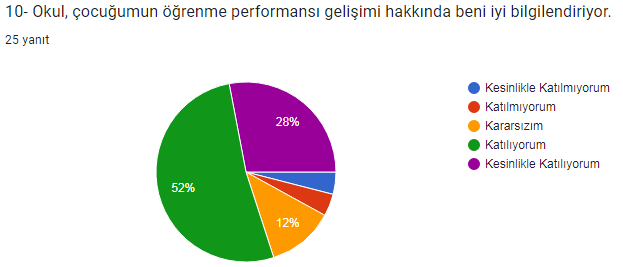 10- Okul, çocuğumun öğrenme performansı gelişimi hakkında beni iyi bilgilendiriyor.
25 yanıt
Kesinlikle Katılmıyorum
Katılmıyorum
Kararsızım
Katılıyorum
Kesinlikle Katılıyorum
28%
52%
12%